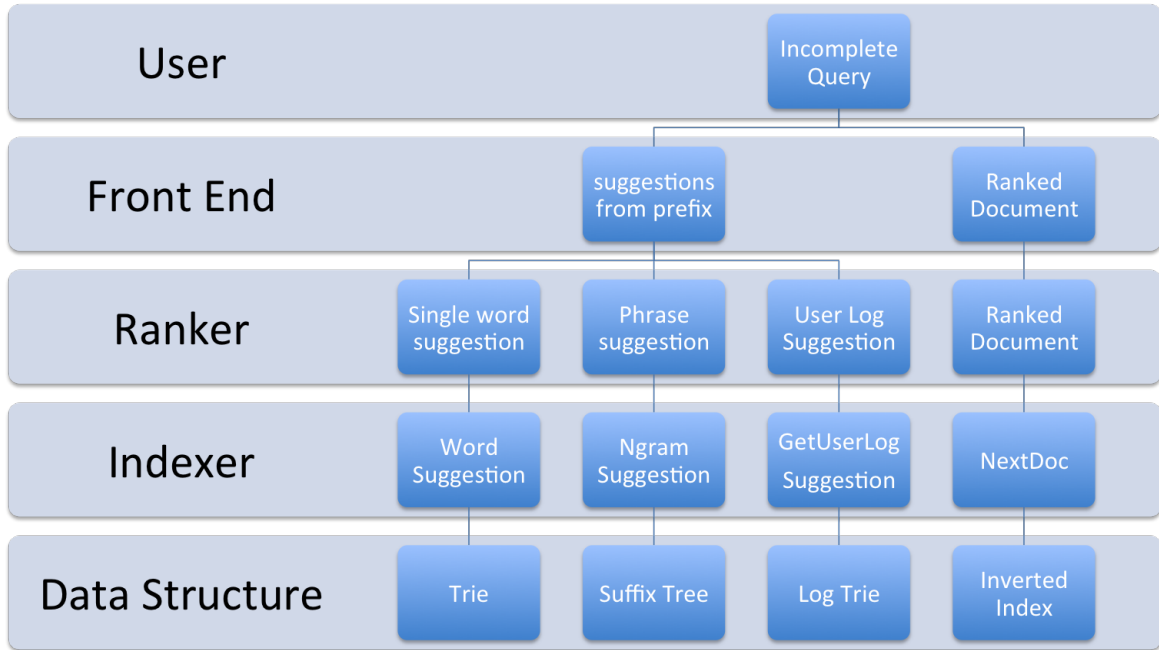 User
Incomplete
Query
Front End
suggestions
from prefix
Ranked
Document
Ranker
Single word
suggestion
Phrase
suggestion
User Log
Suggestion
Ranked
Document
Indexer
Word
Suggestion
Ngram
Suggestion
GetUserLog
Suggestion
NextDoc
Data Structure
Trie
Suffix Tree
Log Trie
Inverted
Index